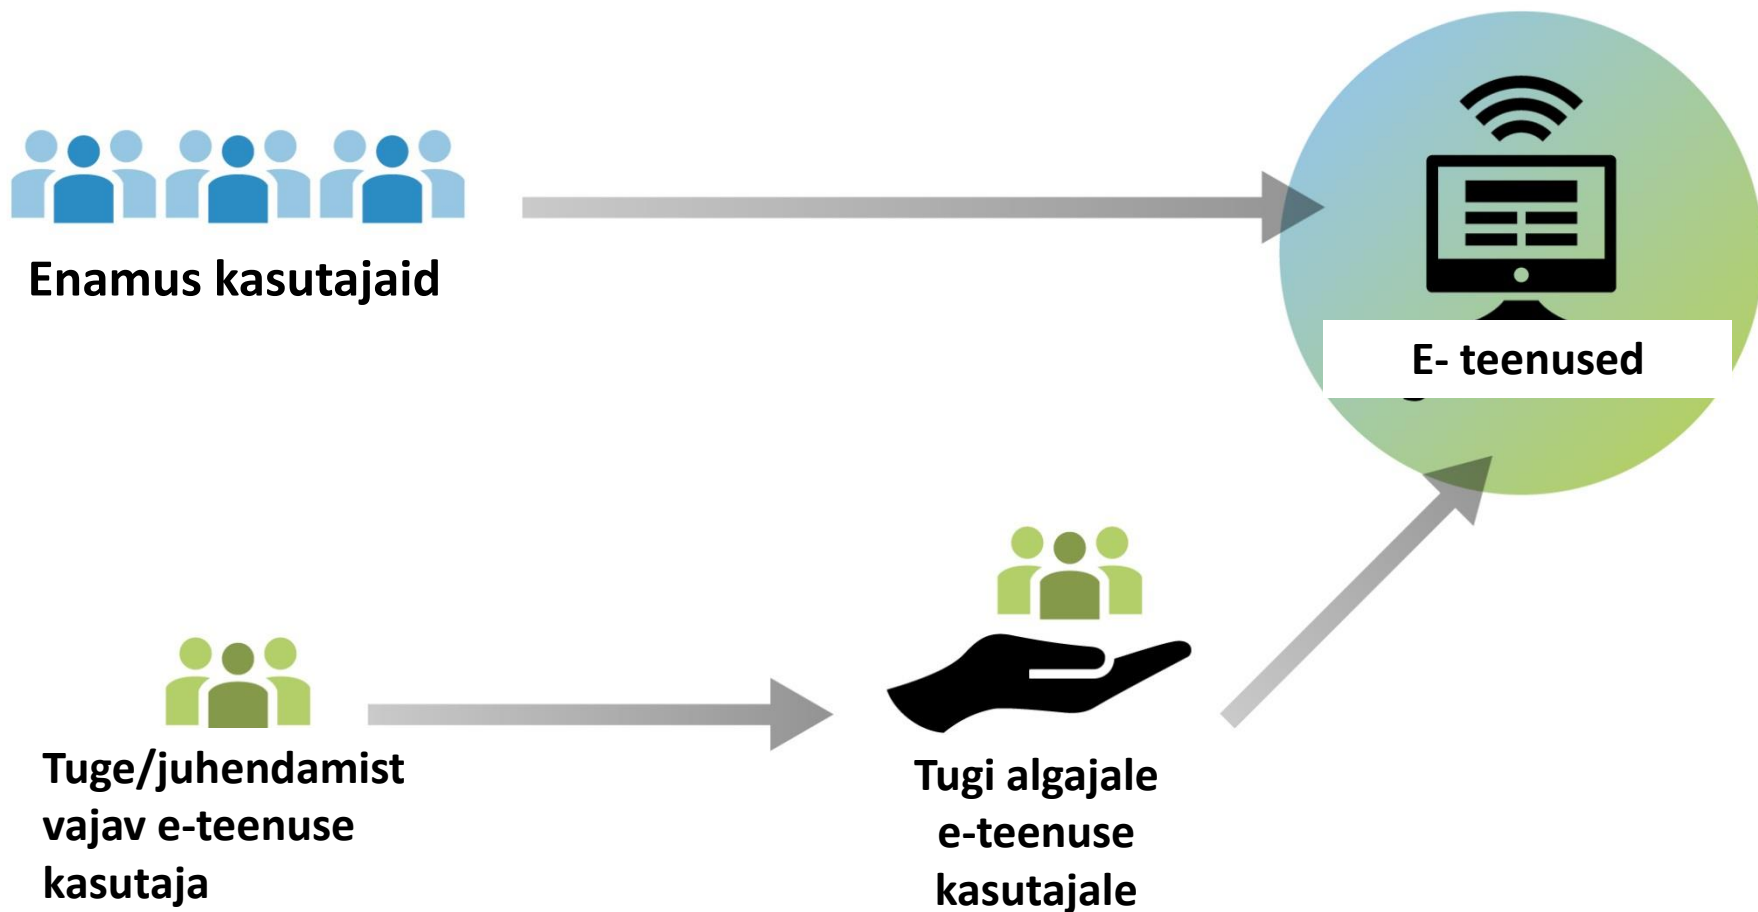 Enamus kasutajaid
E- teenused
Tuge/juhendamist
vajav e-teenuse
kasutaja
Tugi algajale
e-teenuse
kasutajale